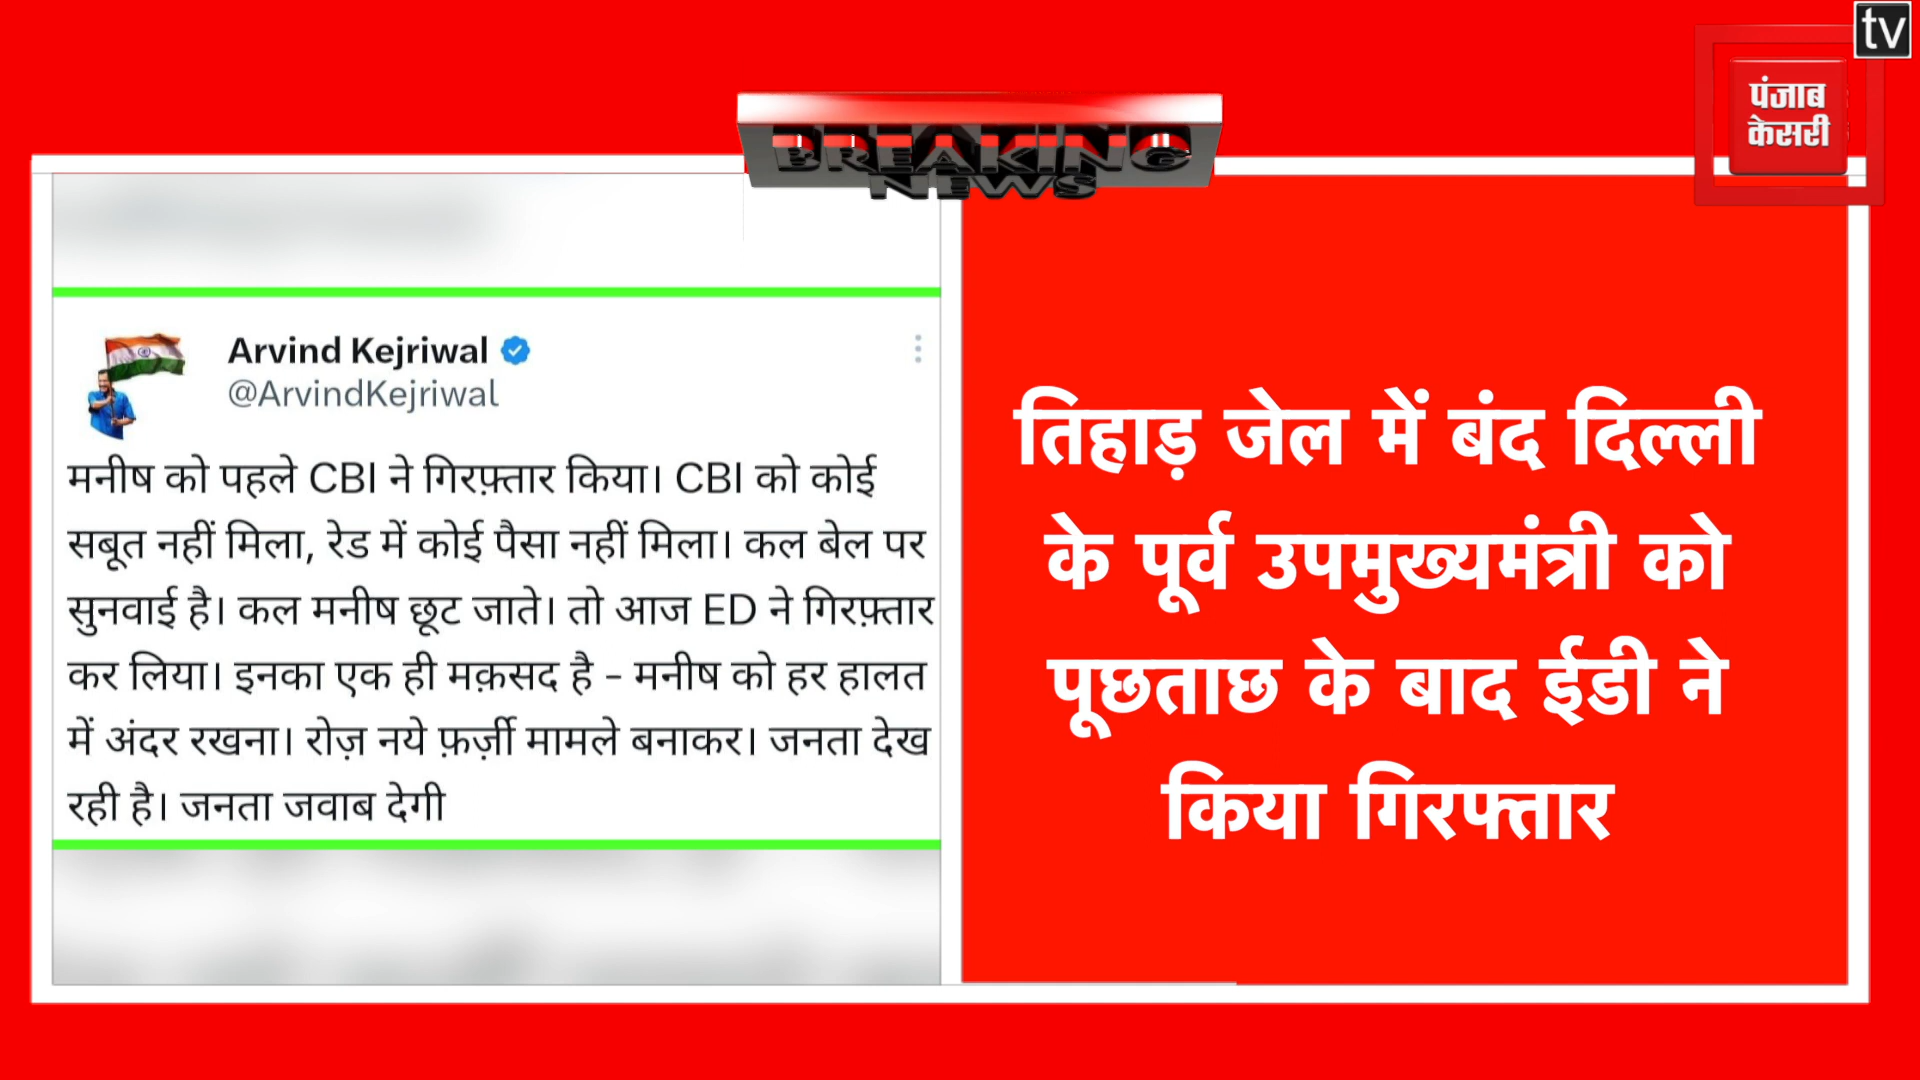 tv
पंजाब
केसरी
BREAKING
NEWS
Arvind Kejriwal
@ArvindKejriwal
मनीष को पहले CBI ने गिरफ़्तार किया। CBI को कोई
सबूत नहीं मिला, रेड में कोई पैसा नहीं मिला। कल बेल पर
सुनवाई है। कल मनीष छूट जाते। तो आज ED ने गिरफ़्तार
कर लिया। इनका एक ही मक़सद है - मनीष को हर हालत
में अंदर रखना। रोज़ नये फ़र्ज़ी मामले बनाकर। जनता देख
रही है। जनता जवाब देगी
तिहाड़ जेल में बंद दिल्ली
के पूर्व उपमुख्यमंत्री को
पूछताछ के बाद ईडी ने
किया गिरफ्तार